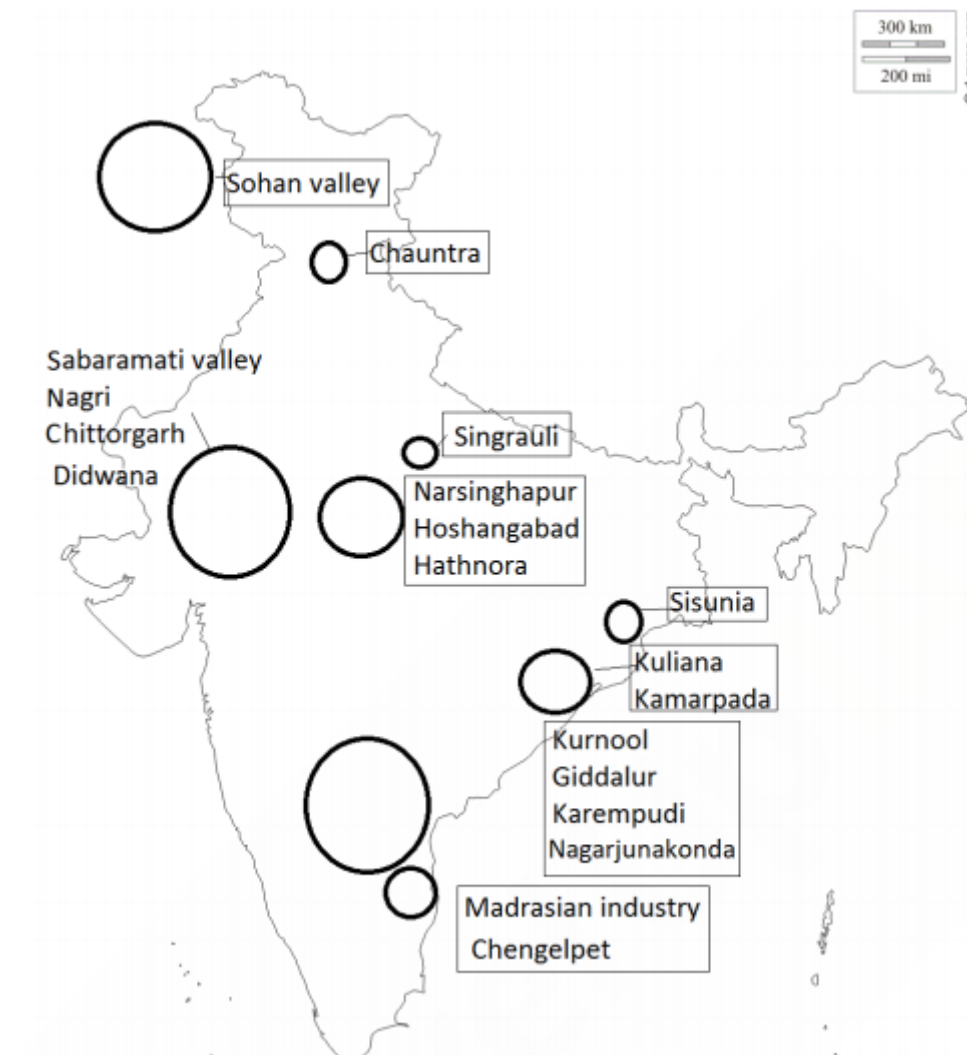 300 km
200 mi
Sohan valley
Chauntra
Sabaramati valley
Nagri
Chittorgarh
Didwana
Singrauli
Narsinghapur
Hoshangabad
Hathnora
Sisunia
Kuliana
Kamarpada
Kurnool
Giddalur
Karempudi
Nagarjunakonda
Madrasian industry
Chengelpet